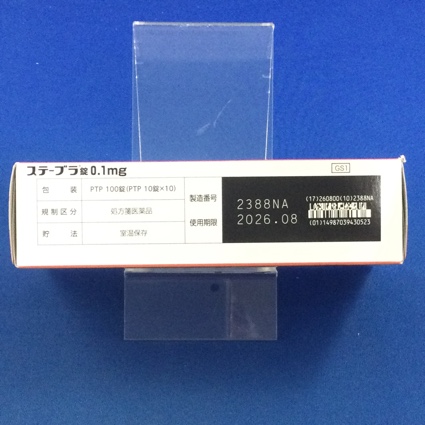 ステーブラ錠0.1mg
GS1
包装 PTP 100錠(PTP 10錠×10)
規制区分 処方箋医薬品
貯法 室温保存
製造番号 2388NA
使用期限 2026.08
(17)260800(10)2388NA
(01)14987039430523